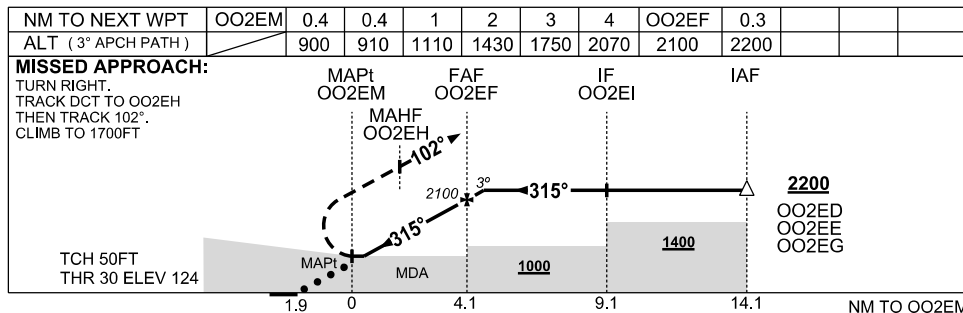 NM TO NEXT WPT OO2EM 0.4 0.4 1 2 3 4 OO2EF 0.3
ALT ( 3° APCH PATH ) 900 910 1110 1430 1750 2070 2100 2200
MISSED APPROACH:
TURN RIGHT.
TRACK DCT TO OO2EH
THEN TRACK 102°.
CLIMB TO 1700FT
MAPt
OO2EM
FAF
OO2EF
IF
OO2EI
IAF
MAHF
OO2EH
102°
2100
3°
315°
315°
2200
OO2ED
OO2EE
OO2EG
1400
1000
MDA
MAPt
TCH 50FT
THR 30 ELEV 124
1.9 0 4.1 9.1 14.1 NM TO OO2EM